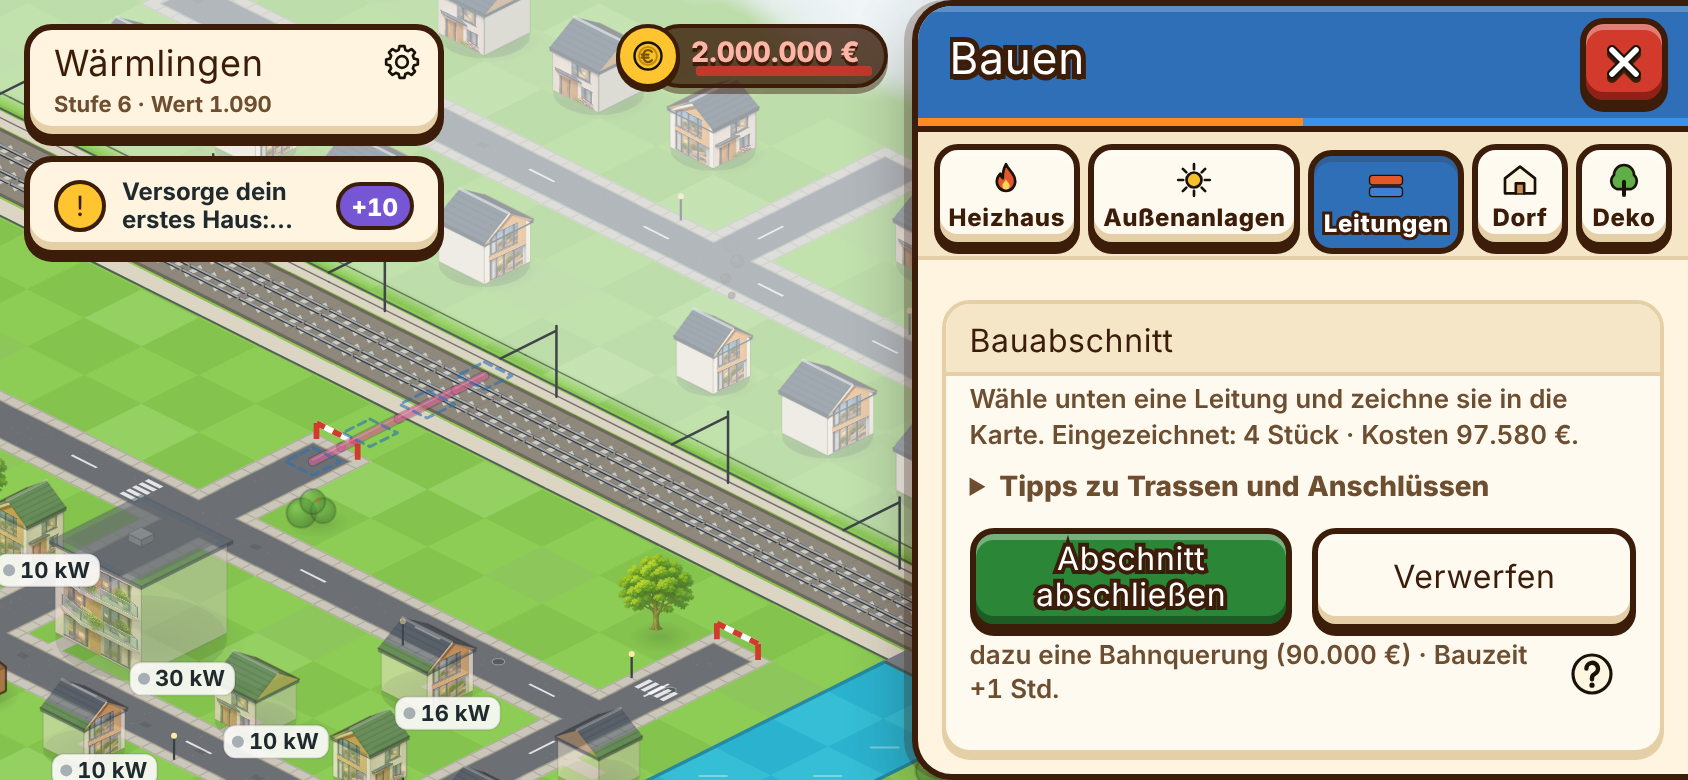 Wärmlingen
Stufe 6 · Wert 1.090
!
Versorge dein
erstes Haus:...
+10
€
2.000.000 €
Bauen
Heizhaus
Außenanlagen
Leitungen
Dorf
Deko
Bauabschnitt
Wähle unten eine Leitung und zeichne sie in die
Karte. Eingezeichnet: 4 Stück · Kosten 97.580 €.
Tipps zu Trassen und Anschlüssen
Abschnitt
abschließen
Verwerfen
dazu eine Bahnquerung (90.000 €) · Bauzeit
+1 Std.
?
10 kW
30 kW
16 kW
10 kW
10 kW